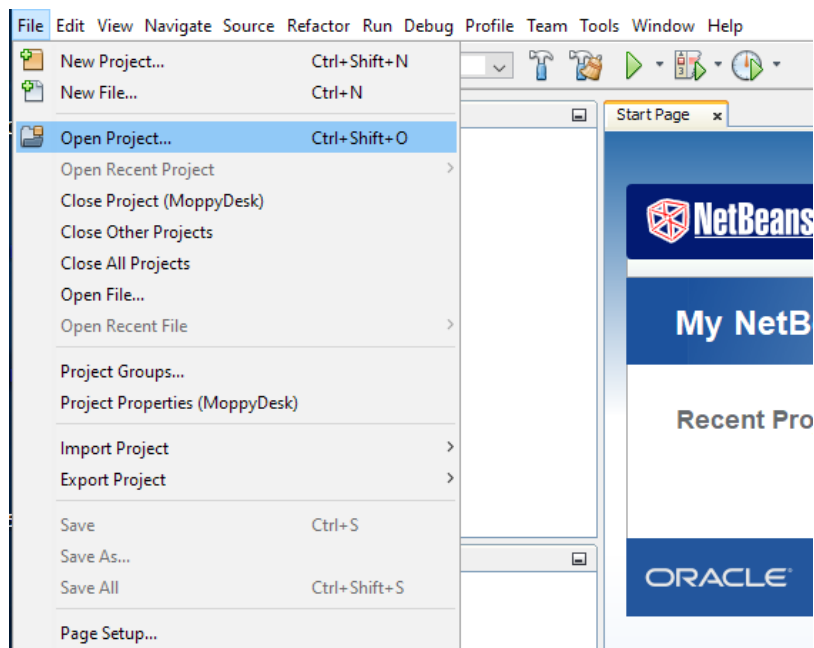 File Edit View Navigate Source Refactor Run Debug Profile Team Tools Window Help
New Project... Ctrl+Shift+N
New File... Ctrl+N
Open Project... Ctrl+Shift+O
Open Recent Project
Close Project (MoppyDesk)
Close Other Projects
Close All Projects
Open File...
Open Recent File
Project Groups...
Project Properties (MoppyDesk)
Import Project
Export Project
Save Ctrl+S
Save As...
Save All Ctrl+Shift+S
Page Setup...
Start Page
NetBeans
My NetB
Recent Pro
ORACLE